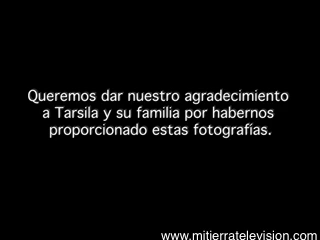 Queremos dar nuestro agradecimiento
a Tarsila y su familia por habernos
proporcionado estas fotografías.
www.mitierratelevision.com